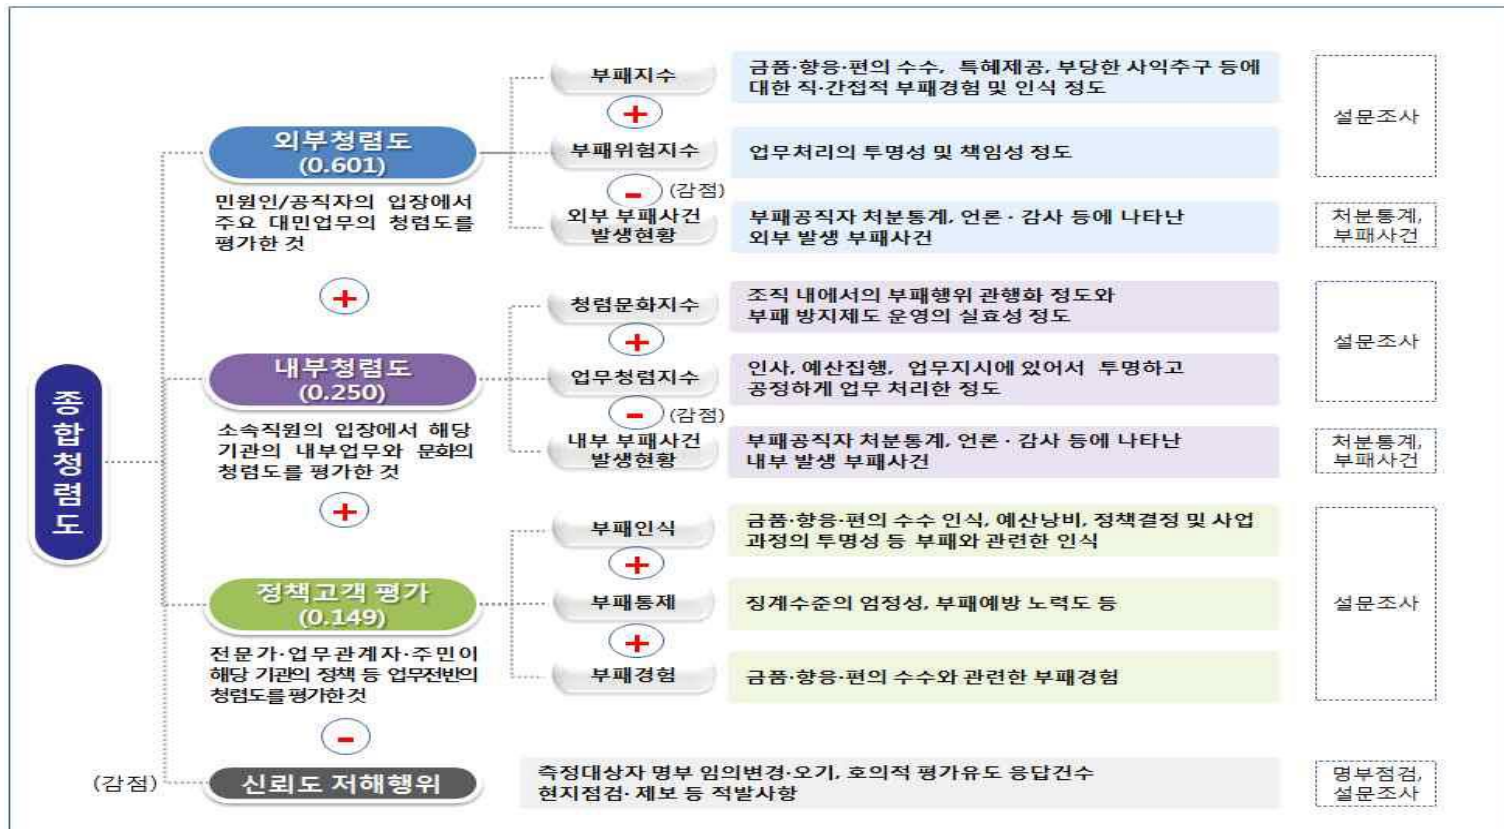 종합청렴도
외부청렴도
(0.601)
민원인/공직자의 입장에서
주요 대민업무의 청렴도를
평가한 것
부패지수
금품·향응·편의 수수, 특혜제공, 부당한 사익추구 등에
대한 직·간접적 부패경험 및 인식 정도
+
부패위험지수
업무처리의 투명성 및 책임성 정도
설문조사
- (감점)
외부 부패사건
발생현황
부패공직자 처분통계, 언론·감사 등에 나타난
외부 발생 부패사건
처분통계,
부패사건
+
내부청렴도
(0.250)
소속직원의 입장에서 해당
기관의 내부업무와 문화의
청렴도를 평가한 것
청렴문화지수
조직 내에서의 부패행위 관행화 정도와
부패 방지제도 운영의 실효성 정도
+
업무청렴지수
인사, 예산집행, 업무지시에 있어서 투명하고
공정하게 업무 처리한 정도
설문조사
- (감점)
내부 부패사건
발생현황
부패공직자 처분통계, 언론·감사 등에 나타난
내부 발생 부패사건
처분통계,
부패사건
+
정책고객 평가
(0.149)
전문가·업무관계자·주민이
해당 기관의 정책 등 업무전반의
청렴도를 평가한 것
부패인식
금품·향응·편의 수수 인식, 예산낭비, 정책결정 및 사업
과정의 투명성 등 부패와 관련한 인식
+
부패통제
징계수준의 엄정성, 부패예방 노력도 등
+
부패경험
금품·향응·편의 수수와 관련한 부패경험
설문조사
-
(감점)
신뢰도 저해행위
측정대상자 명부 임의변경·오기, 호의적 평가유도 응답건수
현지점검·제보 등 적발사항
명부점검,
설문조사